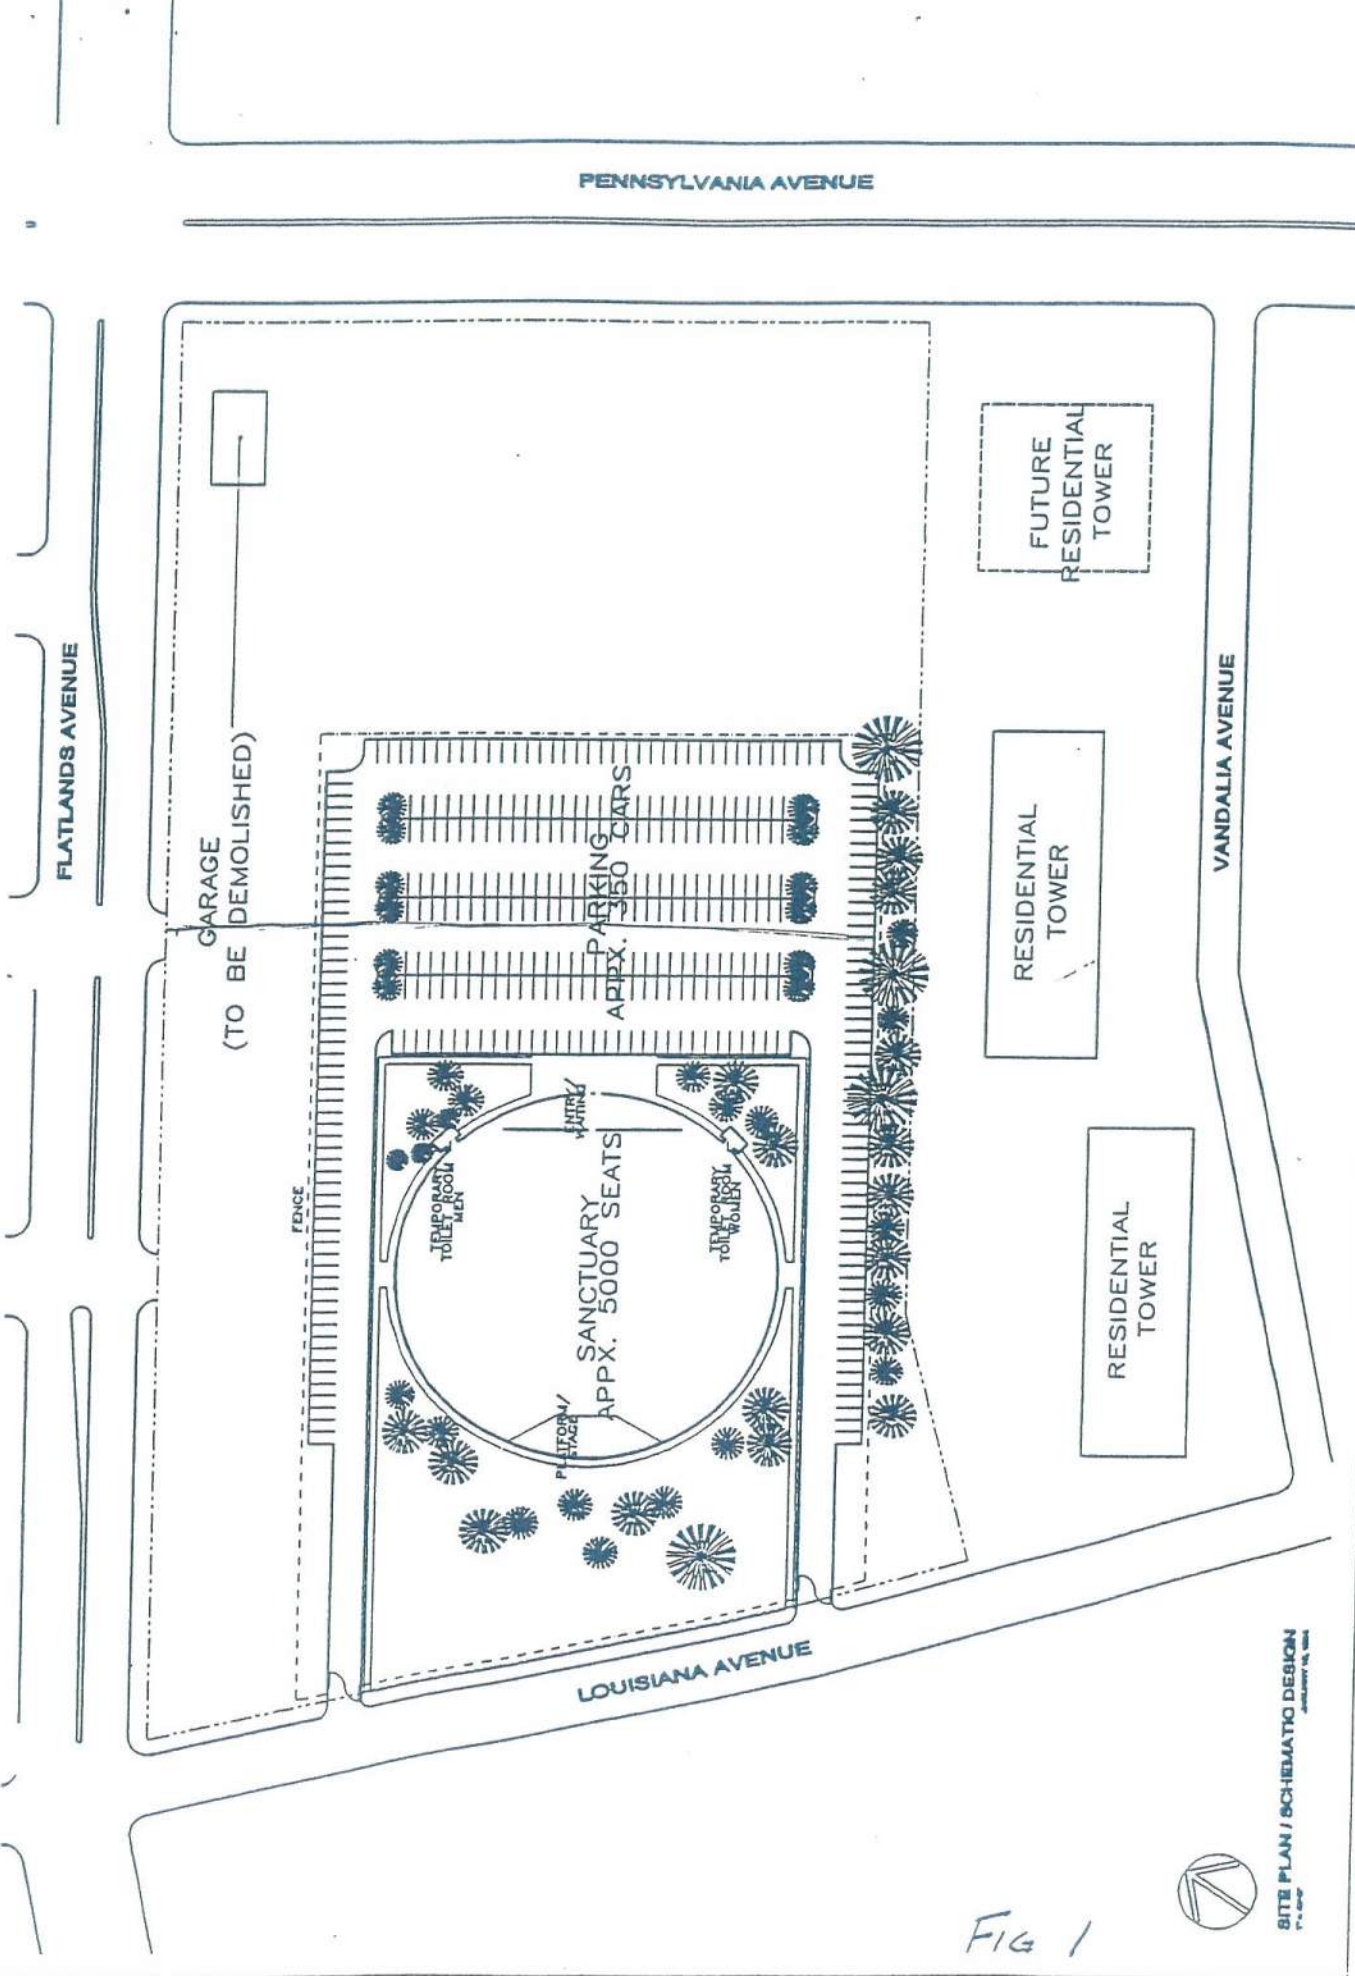 PENNSYLVANIA AVENUE
FLATLANDS AVENUE
GARAGE
(TO BE DEMOLISHED)
FUTURE
RESIDENTIAL
TOWER
VANDALIA AVENUE
PARKING
APPX. 350 CARS
RESIDENTIAL
TOWER
FENCE
ENTRY/
WAITING
TEMPORARY
TOILET ROOM
MEN
SANCTUARY
APPX. 5000 SEATS
TEMPORARY
TOILET ROOM
WOMEN
PLATFORM/
STAGE
RESIDENTIAL
TOWER
LOUISIANA AVENUE
SITE PLAN / SCHEMATIC DESIGN
FIG 1